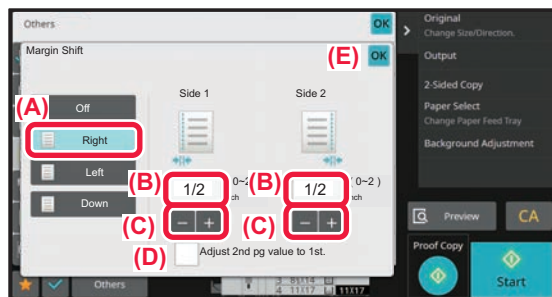 Others
OK
Margin Shift
(E)
OK
(A)
Off
Right
Left
Down
Side 1
Side 2
(B)
1/2
(B)
1/2
( 0~2 )
(C)
− +
(C)
− +
(D)
Adjust 2nd pg value to 1st.
Others
11X17
11X17
Original
Change Size/Direction.
Output
2-Sided Copy
Paper Select
Change Paper Feed Tray
Background Adjustment
Preview
CA
Proof Copy
Start